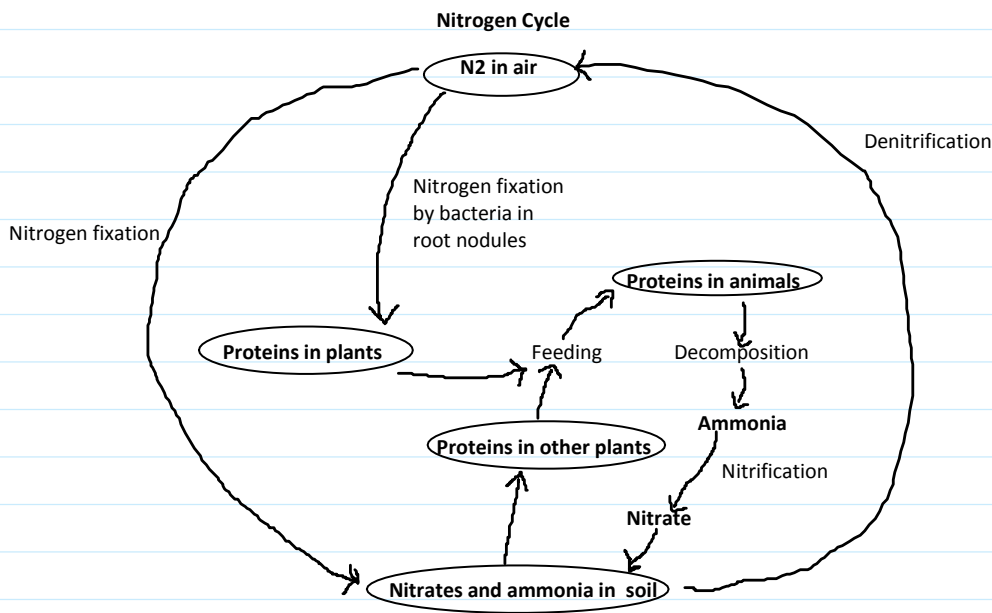 Nitrogen Cycle
N2 in air
Denitrification
Nitrogen fixation
by bacteria in
root nodules
Nitrogen fixation
Proteins in animals
Proteins in plants
Feeding
Decomposition
Ammonia
Proteins in other plants
Nitrification
Nitrate
Nitrates and ammonia in soil